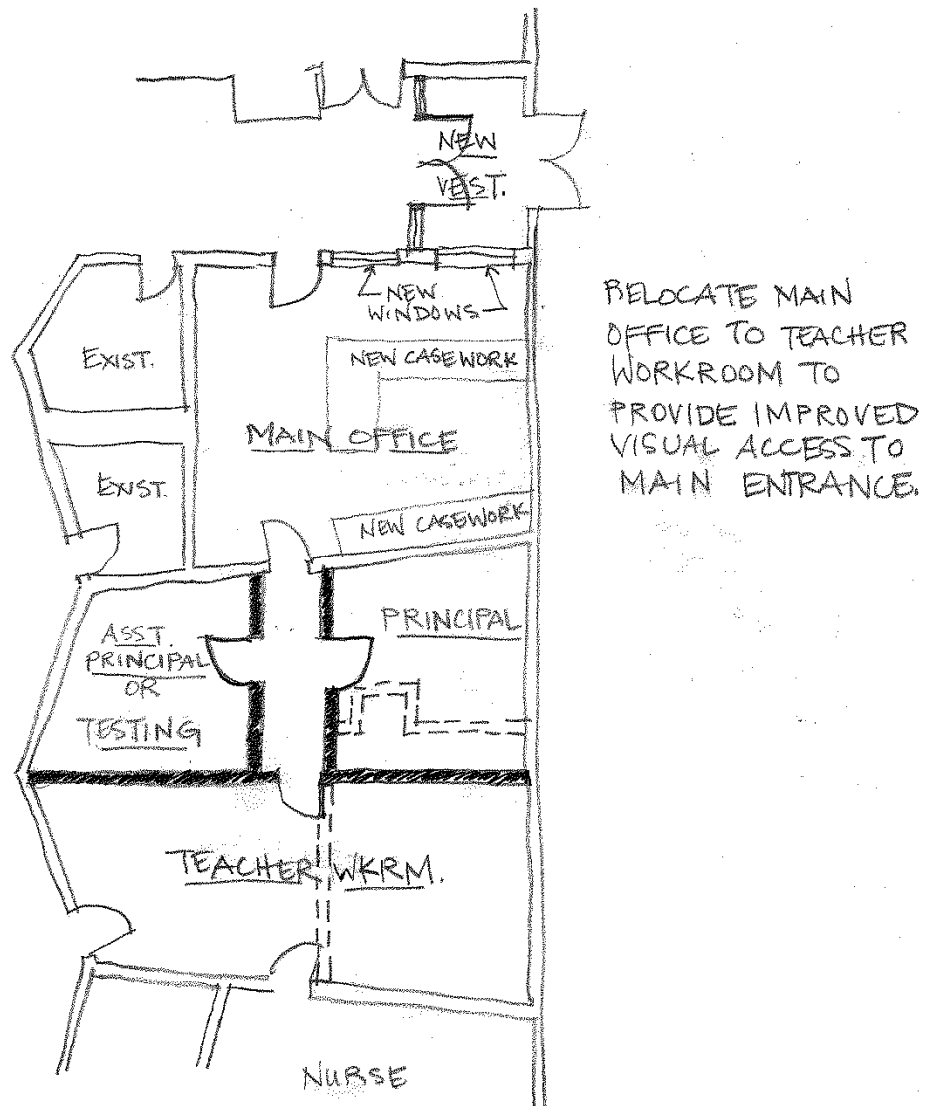 NEW
VEST.
NEW
WINDOWS
EXIST.
NEW CASEWORK
MAIN OFFICE
EXIST.
NEW CASEWORK
RELOCATE MAIN
OFFICE TO TEACHER
WORKROOM TO
PROVIDE IMPROVED
VISUAL ACCESS TO
MAIN ENTRANCE.
PRINCIPAL
ASST.
PRINCIPAL
OR
TESTING
TEACHER WKRM.
NURSE